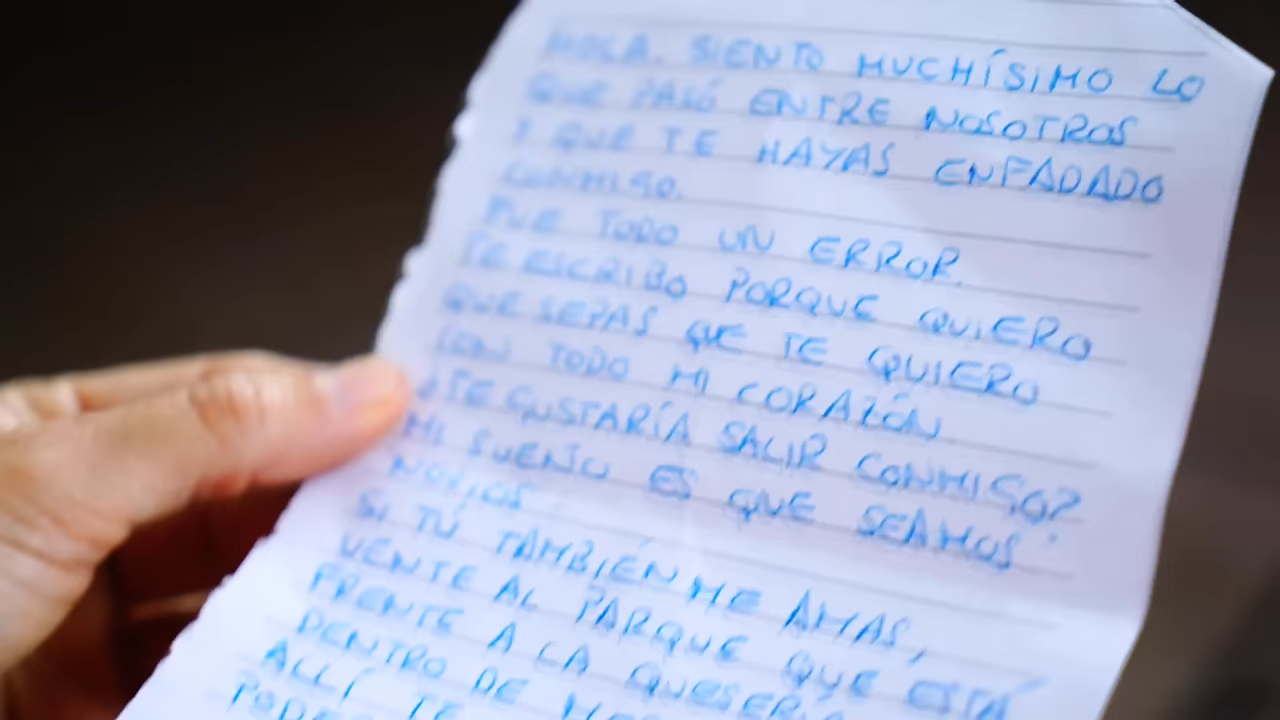 HOLA. SIENTO MUCHÍSIMO LO
QUE PASÓ ENTRE NOSOTROS
Y QUE TE HAYAS ENFADADO
CONMIGO.
FUE TODO UN ERROR.
TE ESCRIBO PORQUE QUIERO
QUE SEPAS QUE TE QUIERO
CON TODO MI CORAZÓN.
¿TE GUSTARÍA SALIR CONMIGO?
MI SUEÑO ES QUE SEAMOS
NOVIOS.
SI TÚ TAMBIÉN ME AMAS,
VENTE AL PARQUE QUE ESTÁ
FRENTE A LA QUESERÍA
DENTRO DE
ALLÍ TE